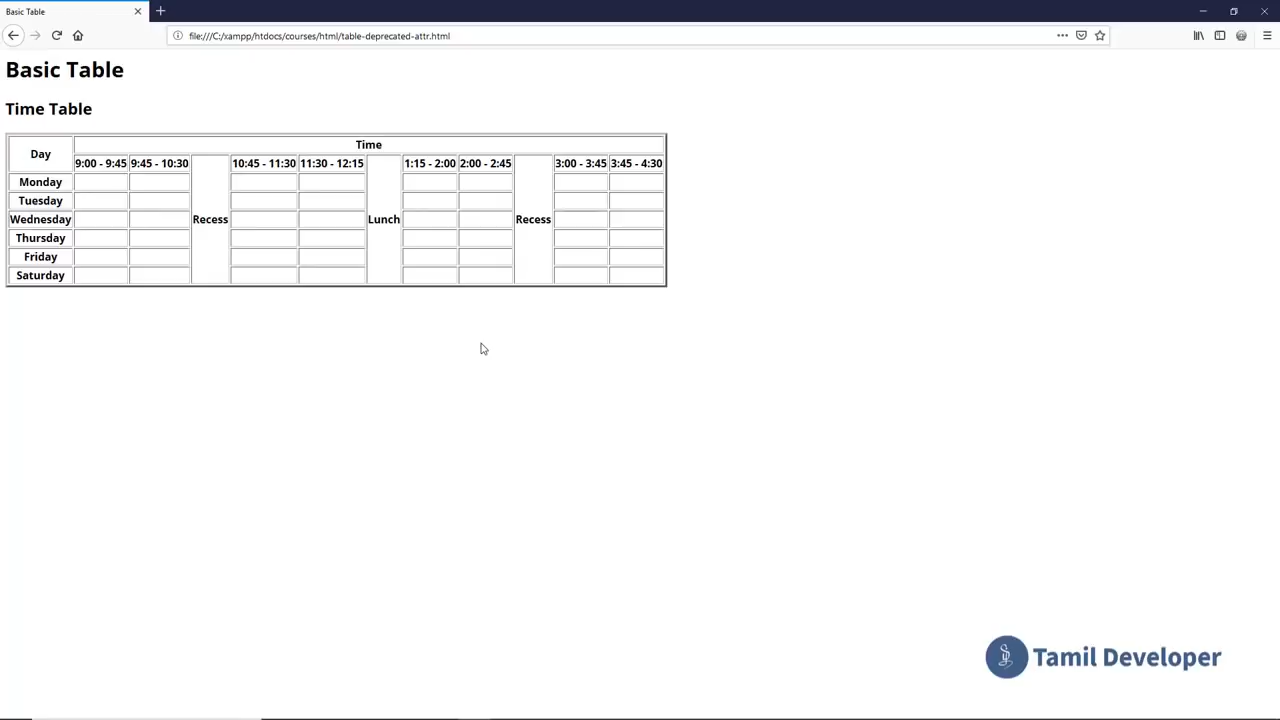 Basic Table
file:///C:/xampp/htdocs/courses/html/table-deprecated-attr.html
Basic Table
Time Table
Day Time
9:00 - 9:45 9:45 - 10:30 Recess 10:45 - 11:30 11:30 - 12:15 Lunch 1:15 - 2:00 2:00 - 2:45 Recess 3:00 - 3:45 3:45 - 4:30
Monday
Tuesday
Wednesday
Thursday
Friday
Saturday
Tamil Developer